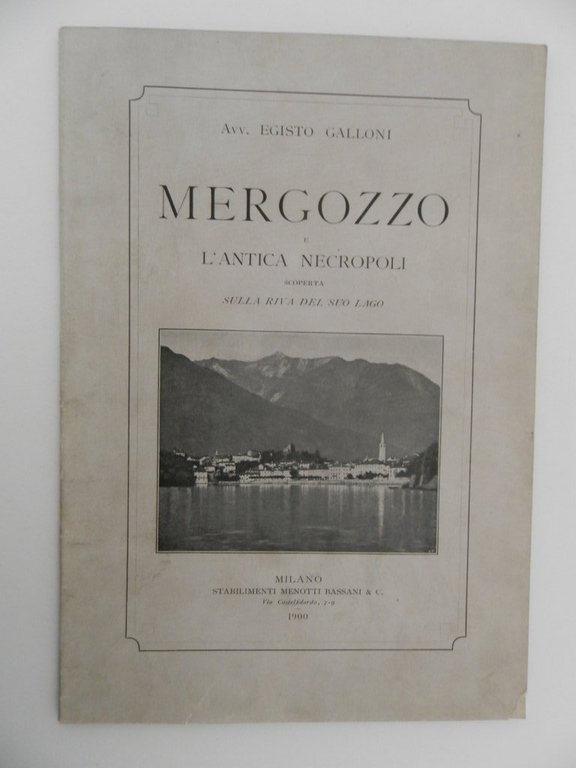 Avv. EGISTO GALLONI
MERGOZZO
E
L'ANTICA NECROPOLI
SCOPERTA
SULLA RIVA DEL SUO LAGO
MILANO
STABILIMENTI MENOTTI BASSANI & C.
Via Castelfidardo, 7-9
1900